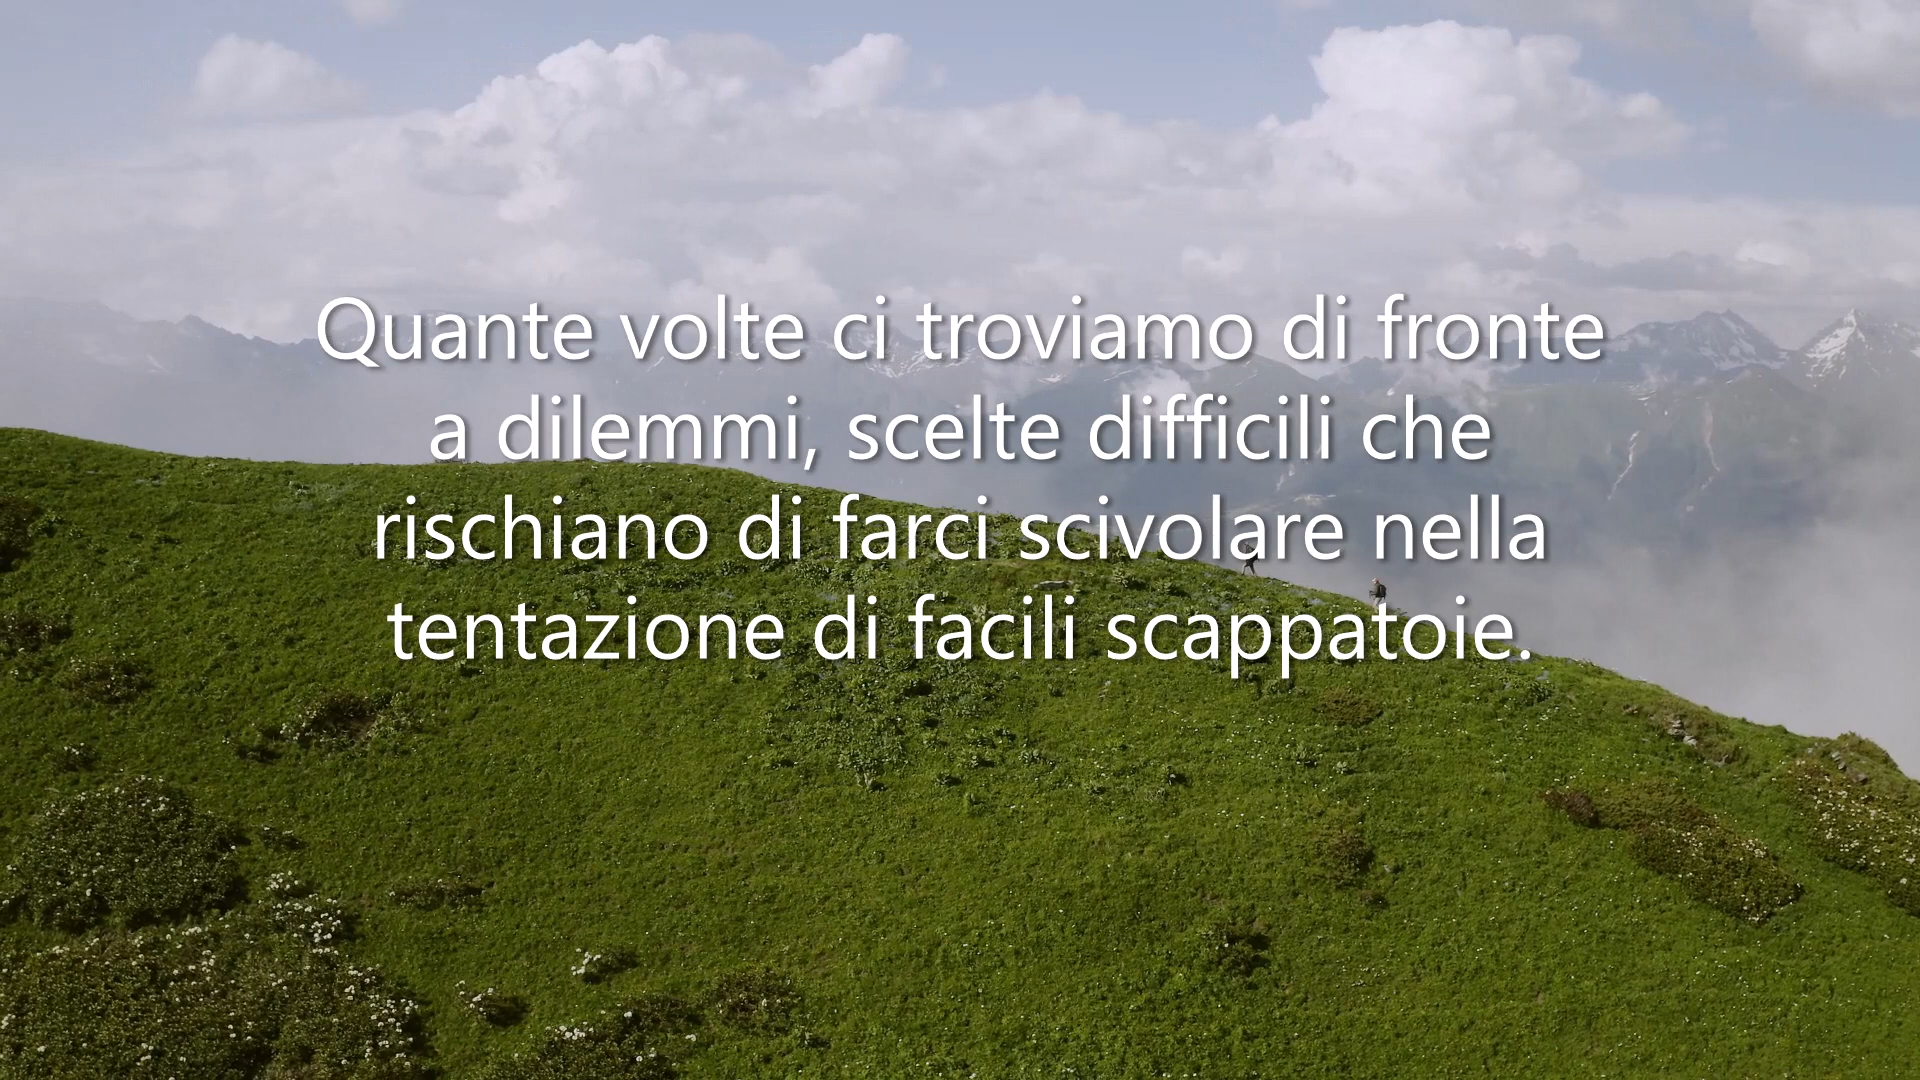 Quante volte ci troviamo di fronte
a dilemmi, scelte difficili che
rischiano di farci scivolare nella
tentazione di facili scappatoie.